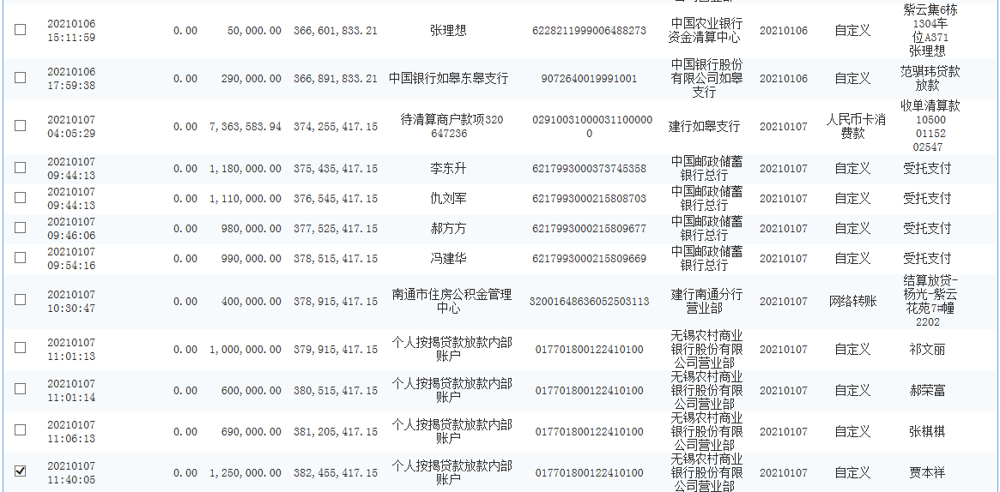 公司营业部
20210106 15:11:59 0.00 50,000.00 366,601,833.21 张理想 6228211999006488273 中国农业银行资金清算中心 20210106 自定义 紫云集6栋1304车位A371张理想
20210106 17:59:38 0.00 290,000.00 366,891,833.21 中国银行如皋东皋支行 9072640019991001 中国银行股份有限公司如皋支行 20210106 自定义 范骐玮贷款放款
20210107 04:05:29 0.00 7,363,583.94 374,255,417.15 待清算商户款项320647236 029100310000311000000 建行如皋支行 20210107 人民币卡消费款 收单清算款105000115202547
20210107 09:44:13 0.00 1,180,000.00 375,435,417.15 李东升 6217993000373745358 中国邮政储蓄银行总行 20210107 自定义 受托支付
20210107 09:44:13 0.00 1,110,000.00 376,545,417.15 仇刘军 6217993000215808703 中国邮政储蓄银行总行 20210107 自定义 受托支付
20210107 09:46:06 0.00 980,000.00 377,525,417.15 郝方方 6217993000215809677 中国邮政储蓄银行总行 20210107 自定义 受托支付
20210107 09:54:16 0.00 990,000.00 378,515,417.15 冯建华 6217993000215809669 中国邮政储蓄银行总行 20210107 自定义 受托支付
20210107 10:30:47 0.00 400,000.00 378,915,417.15 南通市住房公积金管理中心 32001648636052503113 建行南通分行营业部 20210107 网络转账 结算放贷-杨光-紫云花苑7#幢2202
20210107 11:01:13 0.00 1,000,000.00 379,915,417.15 个人按揭贷款放款内部账户 017701800122410100 无锡农村商业银行股份有限公司营业部 20210107 自定义 祁文丽
20210107 11:01:14 0.00 600,000.00 380,515,417.15 个人按揭贷款放款内部账户 017701800122410100 无锡农村商业银行股份有限公司营业部 20210107 自定义 郝荣富
20210107 11:06:13 0.00 690,000.00 381,205,417.15 个人按揭贷款放款内部账户 017701800122410100 无锡农村商业银行股份有限公司营业部 20210107 自定义 张棋棋
20210107 11:40:05 0.00 1,250,000.00 382,455,417.15 个人按揭贷款放款内部账户 017701800122410100 无锡农村商业银行股份有限公司营业部 20210107 自定义 贾本祥